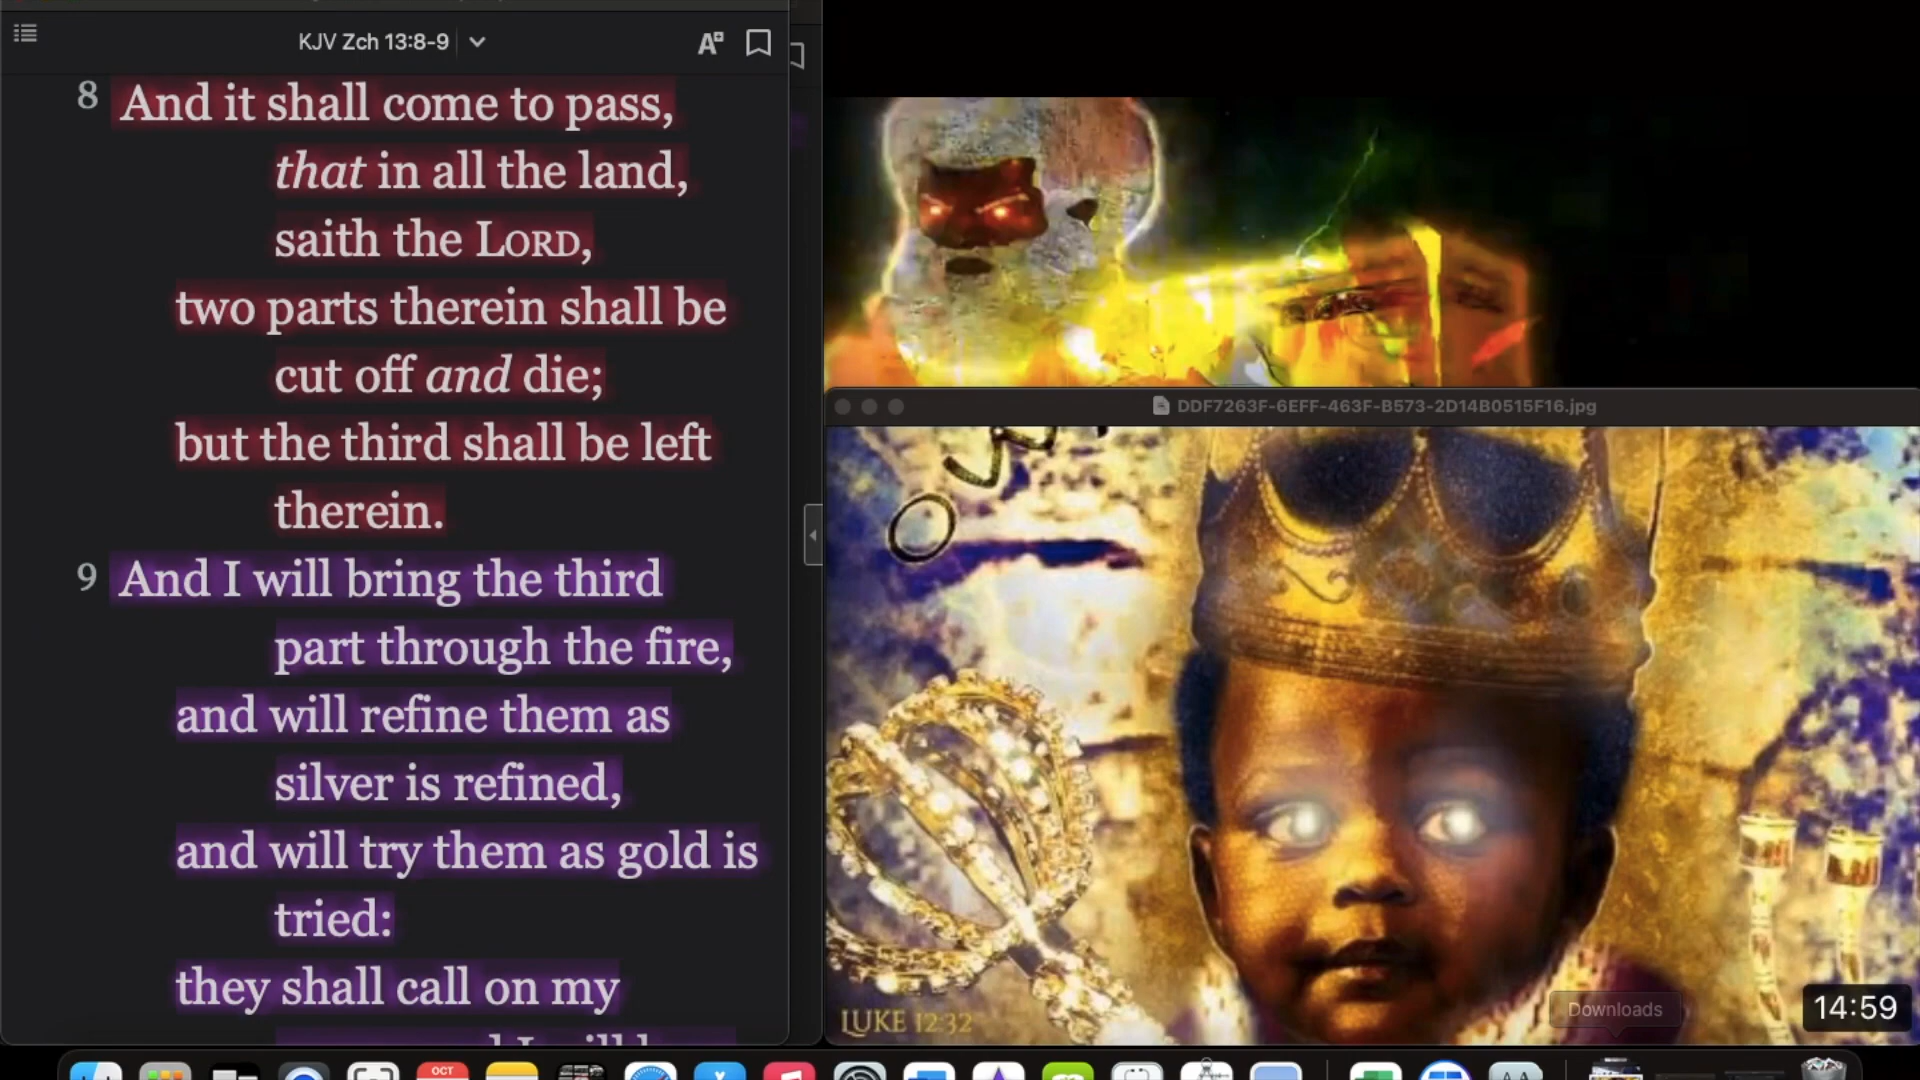 KJV Zch 13:8-9
8 And it shall come to pass,
that in all the land,
saith the LORD,
two parts therein shall be
cut off and die;
but the third shall be left
therein.
9 And I will bring the third
part through the fire,
and will refine them as
silver is refined,
and will try them as gold is
tried:
they shall call on my
DDF7263F-6EFF-463F-B573-2D14B0515F16.jpg
LUKE 12:32
Downloads
14:59
OCT